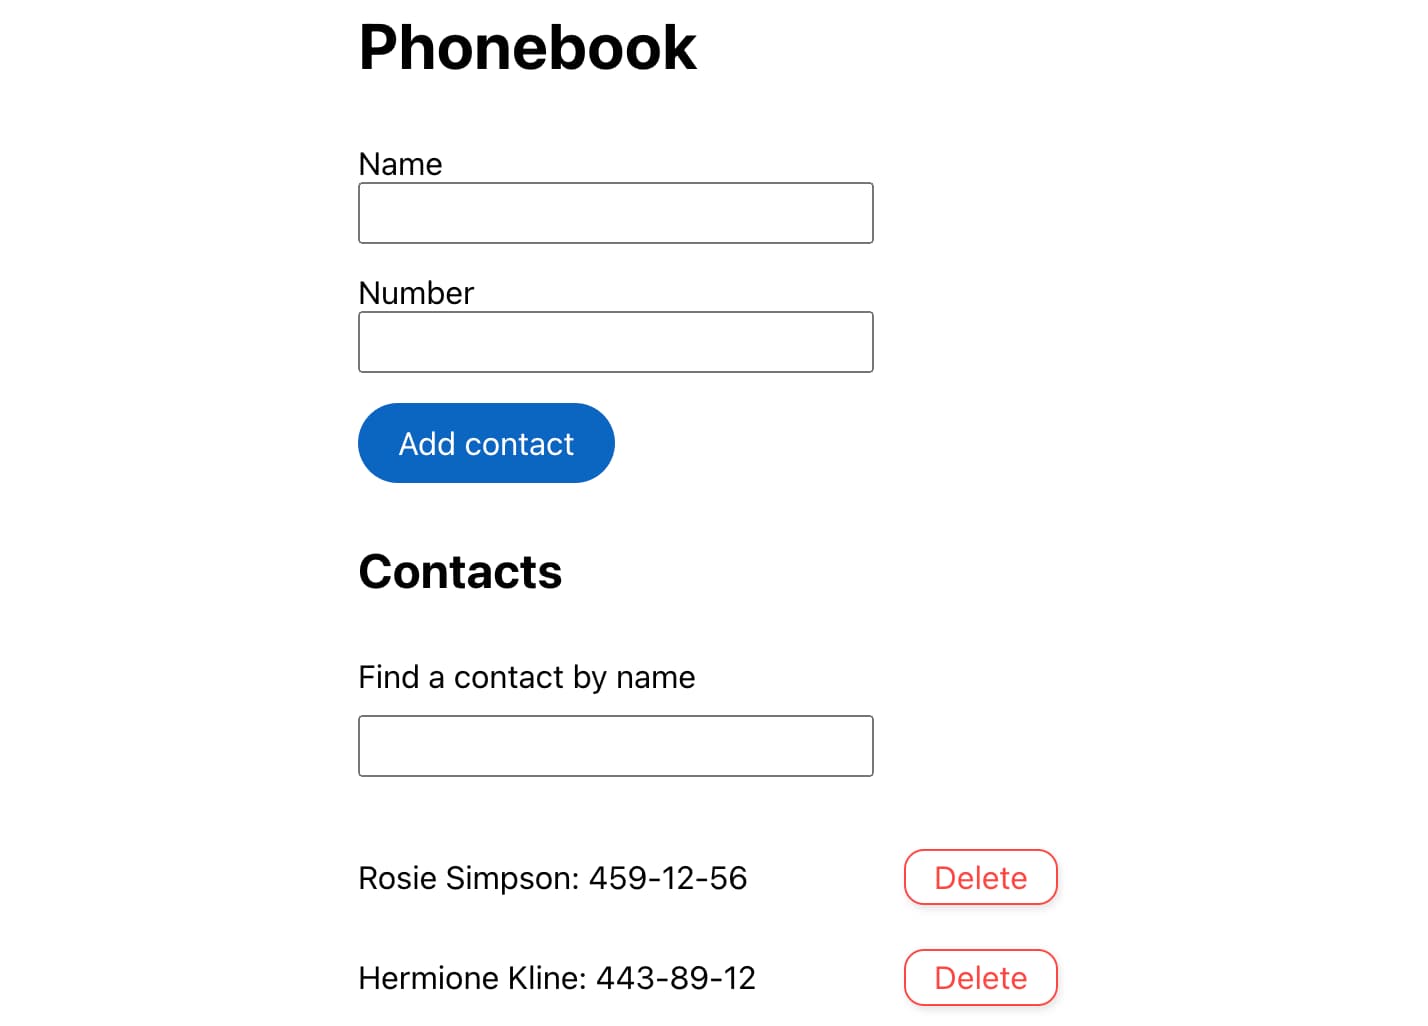 Phonebook
Name
Number
Add contact
Contacts
Find a contact by name
Rosie Simpson: 459-12-56 Delete
Hermione Kline: 443-89-12 Delete